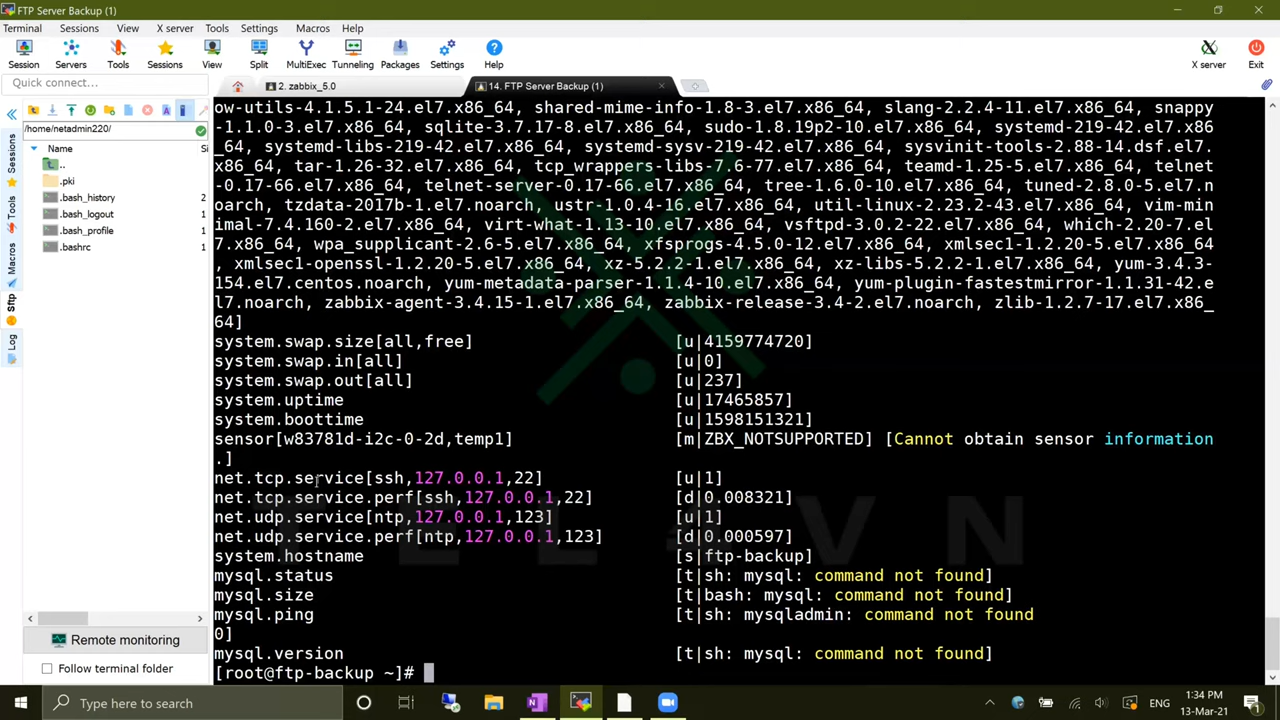 FTP Server Backup (1)
Terminal Sessions View X server Tools Settings Macros Help
Session Servers Tools Sessions View Split MultiExec Tunneling Packages Settings Help X server Exit
Quick connect...
2. zabbix_5.0
14. FTP Server Backup (1)
/home/netadmin220/
Name Si
..
.pki
.bash_history 2
.bash_logout 1
.bash_profile 1
.bashrc 1
Sessions
Tools
Macros
Sftp
Log
Remote monitoring
Follow terminal folder
ow-utils-4.1.5.1-24.el7.x86_64, shared-mime-info-1.8-3.el7.x86_64, slang-2.2.4-11.el7.x86_64, snappy
-1.1.0-3.el7.x86_64, sqlite-3.7.17-8.el7.x86_64, sudo-1.8.19p2-10.el7.x86_64, systemd-219-42.el7.x86
_64, systemd-libs-219-42.el7.x86_64, systemd-sysv-219-42.el7.x86_64, sysvinit-tools-2.88-14.dsf.el7.
x86_64, tar-1.26-32.el7.x86_64, tcp_wrappers-libs-7.6-77.el7.x86_64, teamd-1.25-5.el7.x86_64, telnet
-0.17-66.el7.x86_64, telnet-server-0.17-66.el7.x86_64, tree-1.6.0-10.el7.x86_64, tuned-2.8.0-5.el7.n
oarch, tzdata-2017b-1.el7.noarch, ustr-1.0.4-16.el7.x86_64, util-linux-2.23.2-43.el7.x86_64, vim-min
imal-7.4.160-2.el7.x86_64, virt-what-1.13-10.el7.x86_64, vsftpd-3.0.2-22.el7.x86_64, which-2.20-7.el
7.x86_64, wpa_supplicant-2.6-5.el7.x86_64, xfsprogs-4.5.0-12.el7.x86_64, xmlsec1-1.2.20-5.el7.x86_64
, xmlsec1-openssl-1.2.20-5.el7.x86_64, xz-5.2.2-1.el7.x86_64, xz-libs-5.2.2-1.el7.x86_64, yum-3.4.3-
154.el7.centos.noarch, yum-metadata-parser-1.1.4-10.el7.x86_64, yum-plugin-fastestmirror-1.1.31-42.e
l7.noarch, zabbix-agent-3.4.15-1.el7.x86_64, zabbix-release-3.4-2.el7.noarch, zlib-1.2.7-17.el7.x86_
64]
system.swap.size[all,free] [u|4159774720]
system.swap.in[all] [u|0]
system.swap.out[all] [u|237]
system.uptime [u|17465857]
system.boottime [u|1598151321]
sensor[w83781d-i2c-0-2d,temp1] [m|ZBX_NOTSUPPORTED] [Cannot obtain sensor information
.]
net.tcp.service[ssh,127.0.0.1,22] [u|1]
net.tcp.service.perf[ssh,127.0.0.1,22] [d|0.008321]
net.udp.service[ntp,127.0.0.1,123] [u|1]
net.udp.service.perf[ntp,127.0.0.1,123] [d|0.000597]
system.hostname [s|ftp-backup]
mysql.status [t|sh: mysql: command not found]
mysql.size [t|bash: mysql: command not found]
mysql.ping [t|sh: mysqladmin: command not found
0]
mysql.version [t|sh: mysql: command not found]
[root@ftp-backup ~]#
Type here to search
ENG
1:34 PM
13-Mar-21
1